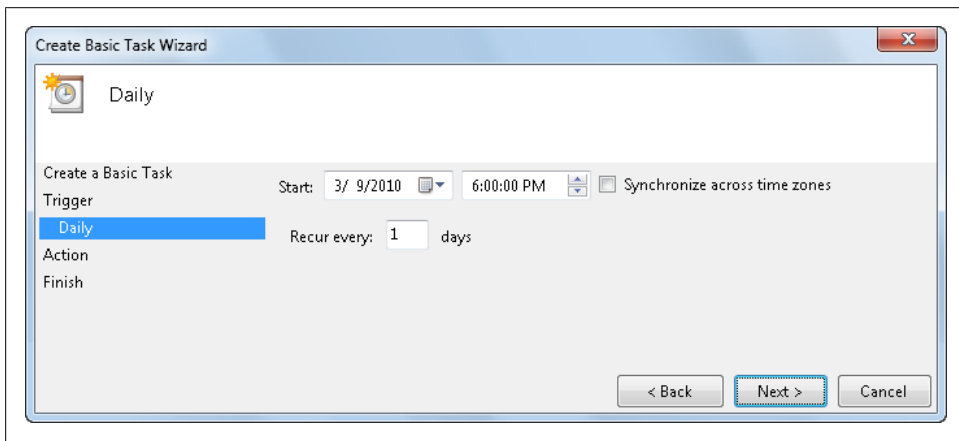 Create Basic Task Wizard
Daily
Create a Basic Task
Trigger
Daily
Action
Finish
Start: 3/ 9/2010 6:00:00 PM Synchronize across time zones
Recur every: 1 days
< Back Next > Cancel